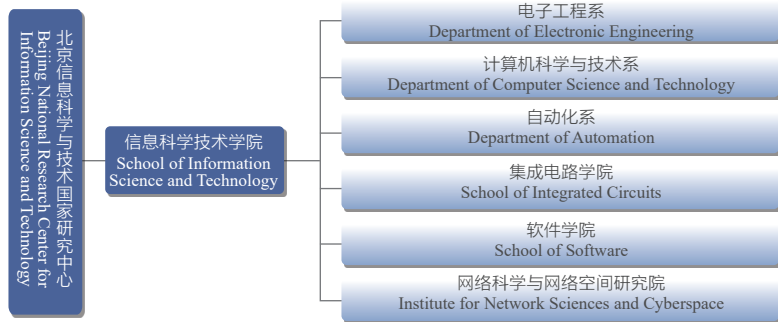 北京信息科学与技术国家研究中心
Beijing National Research Center for
Information Science and Technology
信息科学技术学院
School of Information
Science and Technology
电子工程系
Department of Electronic Engineering
计算机科学与技术系
Department of Computer Science and Technology
自动化系
Department of Automation
集成电路学院
School of Integrated Circuits
软件学院
School of Software
网络科学与网络空间研究院
Institute for Network Sciences and Cyberspace